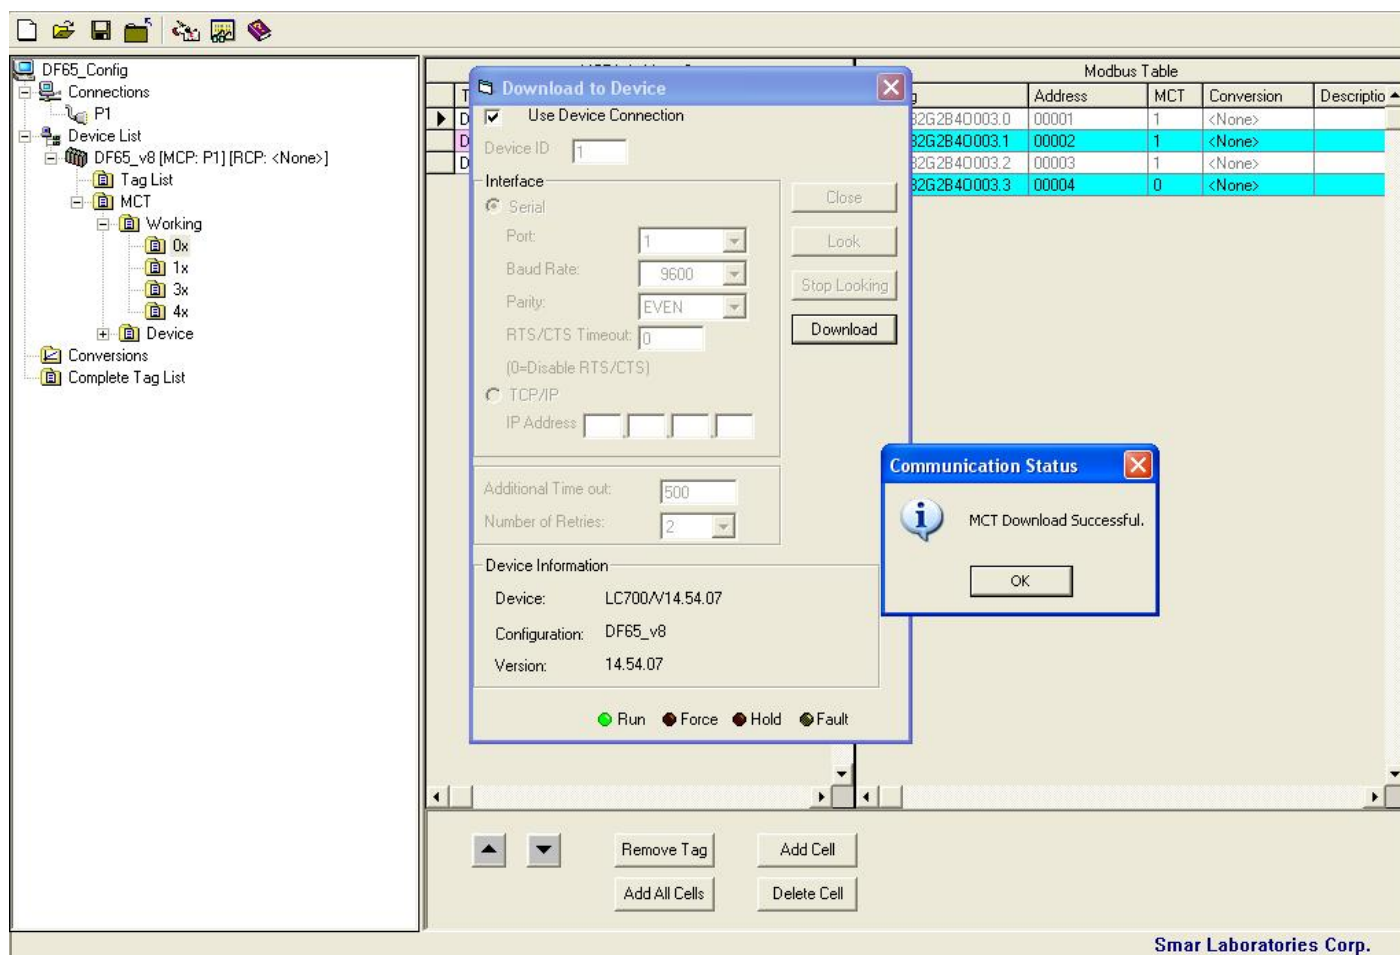 DF65_Config
Connections
P1
Device List
DF65_v8 [MCP: P1] [RCP: <None>]
Tag List
MCT
Working
0x
1x
3x
4x
Device
Conversions
Complete Tag List
Download to Device
Use Device Connection
Device ID 1
Interface
Serial
Port: 1
Baud Rate: 9600
Parity: EVEN
RTS/CTS Timeout: 0
(0=Disable RTS/CTS)
TCP/IP
IP Address
Close
Look
Stop Looking
Download
Additional Time out: 500
Number of Retries: 2
Device Information
Device: LC700/V14.54.07
Configuration: DF65_v8
Version: 14.54.07
Run Force Hold Fault
Modbus Table
Address MCT Conversion Descriptio
32G2B4O003.0 00001 1 <None>
32G2B4O003.1 00002 1 <None>
32G2B4O003.2 00003 1 <None>
32G2B4O003.3 00004 0 <None>
Communication Status
MCT Download Successful.
OK
Remove Tag
Add Cell
Add All Cells
Delete Cell
Smar Laboratories Corp.